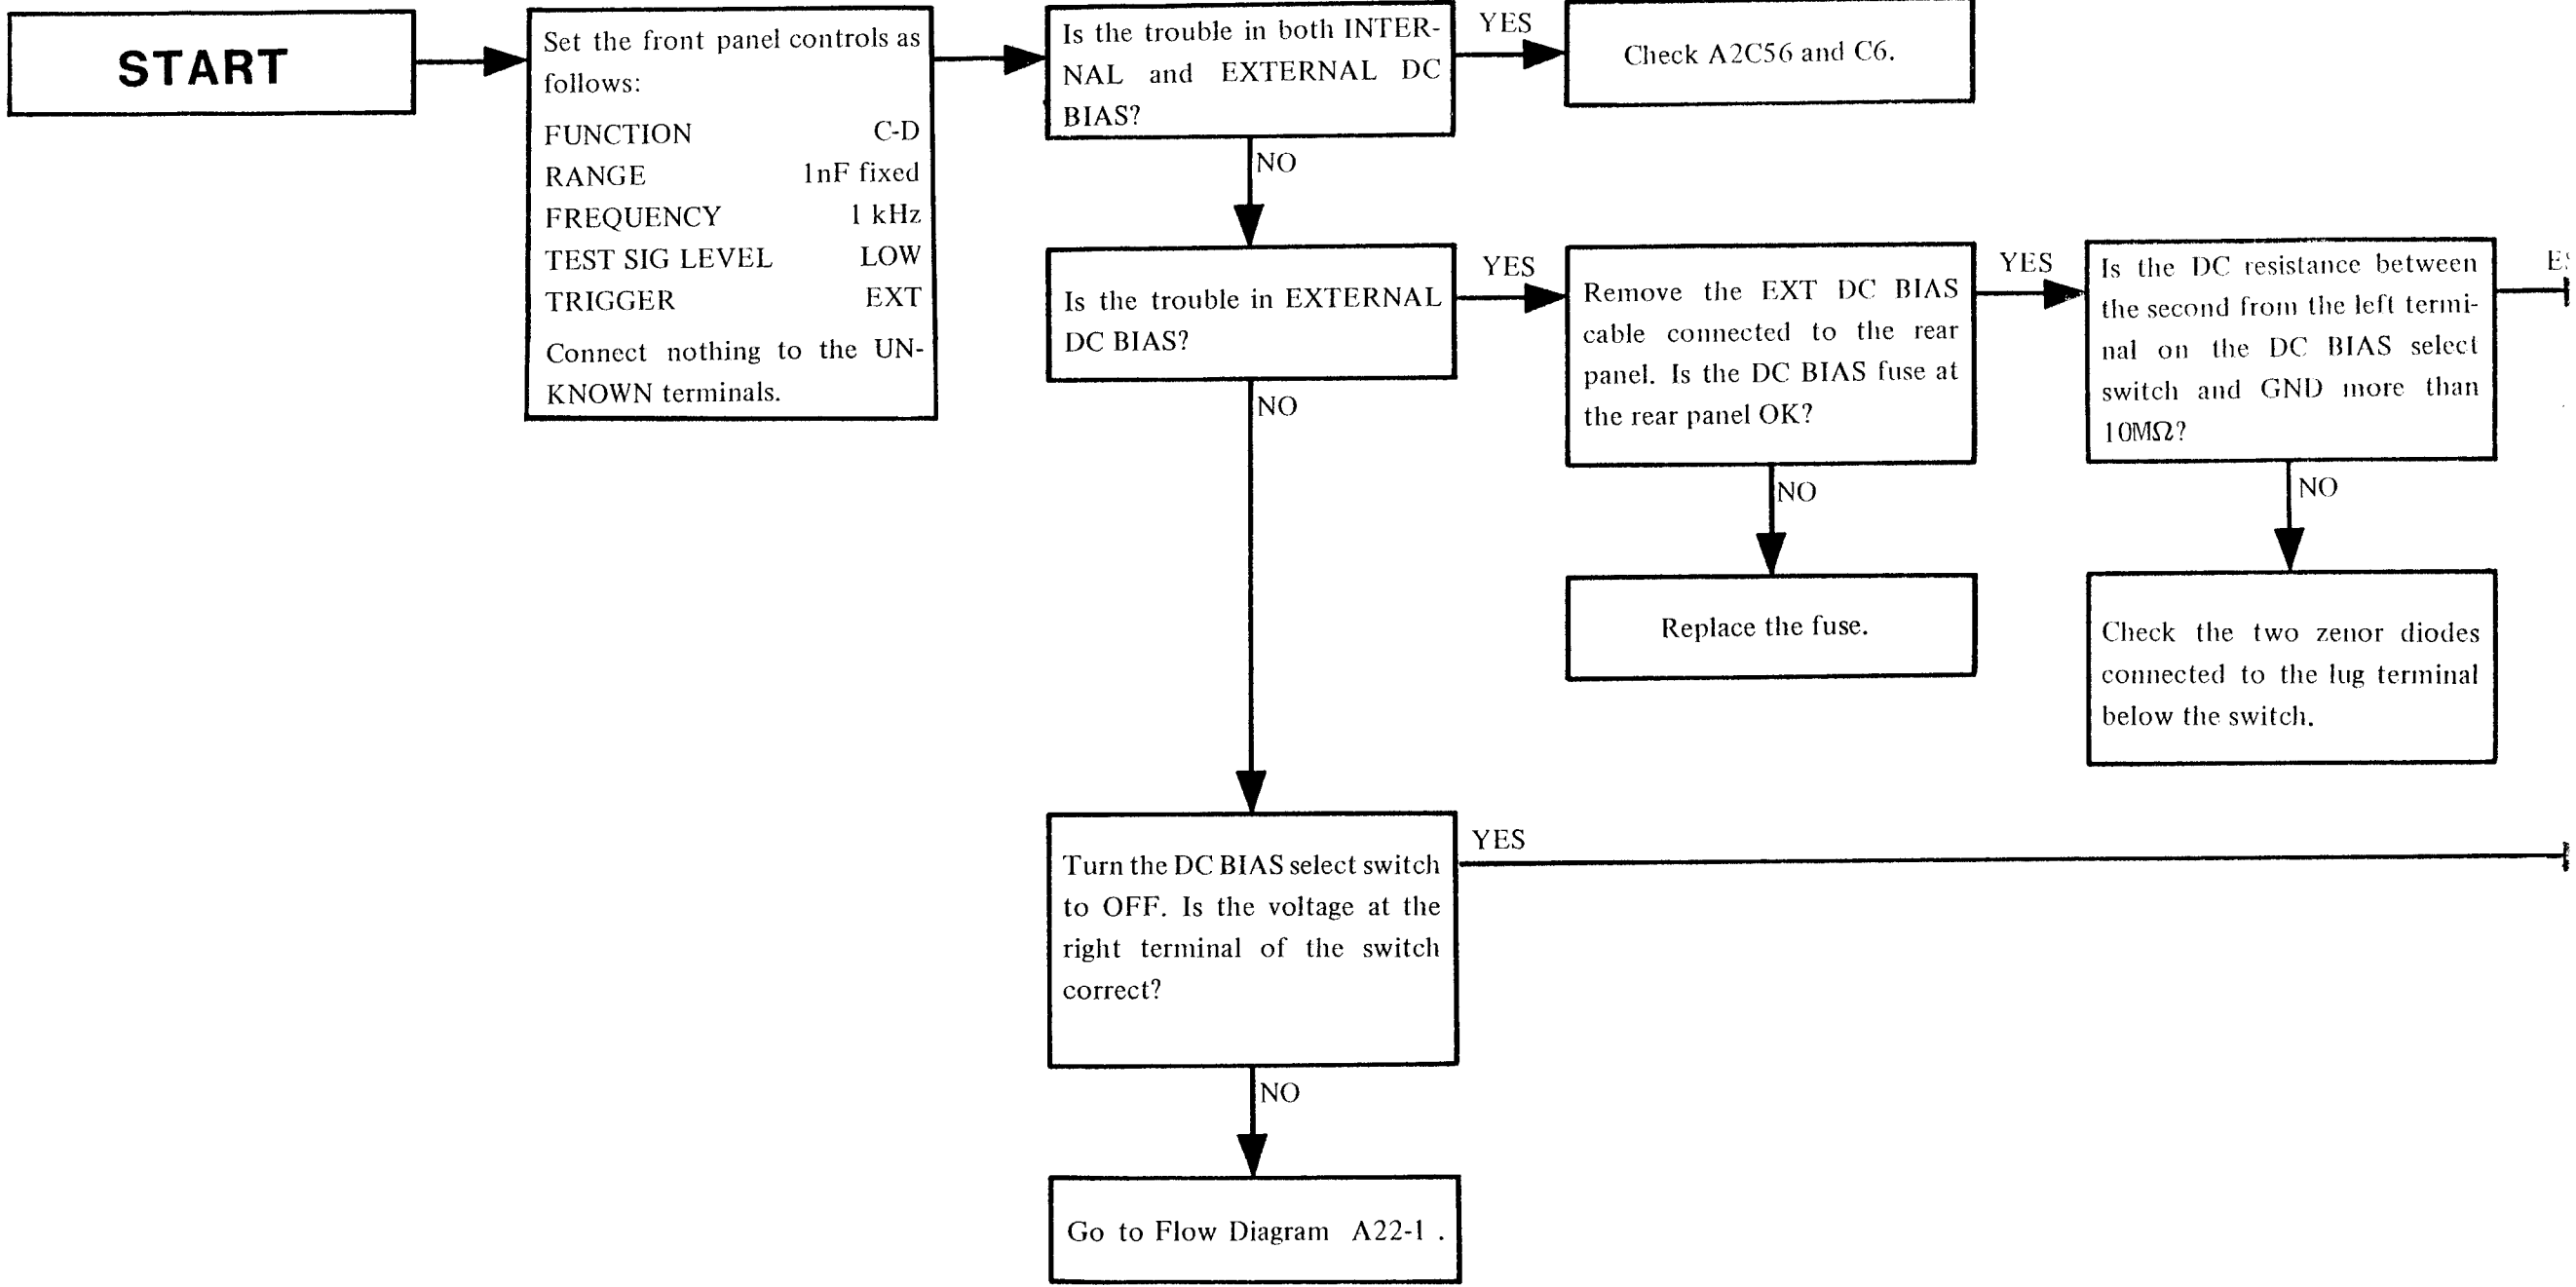 START
Set the front panel controls as
follows:
FUNCTION C-D
RANGE 1nF fixed
FREQUENCY 1 kHz
TEST SIG LEVEL LOW
TRIGGER EXT
Connect nothing to the UN-
KNOWN terminals.
Is the trouble in both INTER-
NAL and EXTERNAL DC
BIAS?
YES
Check A2C56 and C6.
NO
Is the trouble in EXTERNAL
DC BIAS?
YES
Remove the EXT DC BIAS
cable connected to the rear
panel. Is the DC BIAS fuse at
the rear panel OK?
YES
Is the DC resistance between
the second from the left termi-
nal on the DC BIAS select
switch and GND more than
10MΩ?
NO
NO
Replace the fuse.
NO
Check the two zenor diodes
connected to the lug terminal
below the switch.
Turn the DC BIAS select switch
to OFF. Is the voltage at the
right terminal of the switch
correct?
YES
NO
Go to Flow Diagram A22-1 .